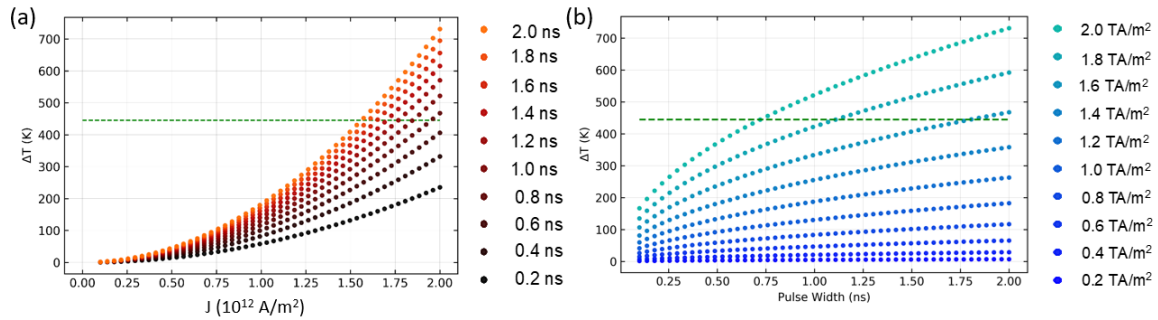 (a)
ΔT (K)
700
600
500
400
300
200
100
0
0.00 0.25 0.50 0.75 1.00 1.25 1.50 1.75 2.00
J (10¹² A/m²)
2.0 ns
1.8 ns
1.6 ns
1.4 ns
1.2 ns
1.0 ns
0.8 ns
0.6 ns
0.4 ns
0.2 ns
(b)
ΔT (K)
700
600
500
400
300
200
100
0
0.25 0.50 0.75 1.00 1.25 1.50 1.75 2.00
Pulse Width (ns)
2.0 TA/m²
1.8 TA/m²
1.6 TA/m²
1.4 TA/m²
1.2 TA/m²
1.0 TA/m²
0.8 TA/m²
0.6 TA/m²
0.4 TA/m²
0.2 TA/m²